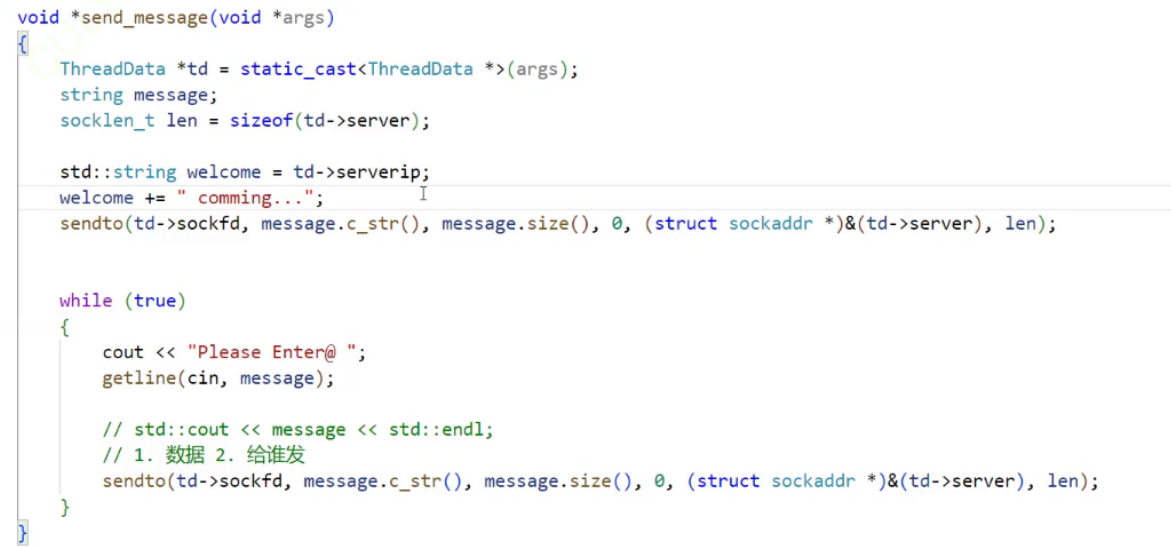 void *send_message(void *args)
{
    ThreadData *td = static_cast<ThreadData *>(args);
    string message;
    socklen_t len = sizeof(td->server);
    std::string welcome = td->serverip;
    welcome += " comming...";
    sendto(td->sockfd, message.c_str(), message.size(), 0, (struct sockaddr *)&(td->server), len);
    while (true)
    {
        cout << "Please Enter@ ";
        getline(cin, message);
        // std::cout << message << std::endl;
        // 1. 数据 2. 给谁发
        sendto(td->sockfd, message.c_str(), message.size(), 0, (struct sockaddr *)&(td->server), len);
    }
}